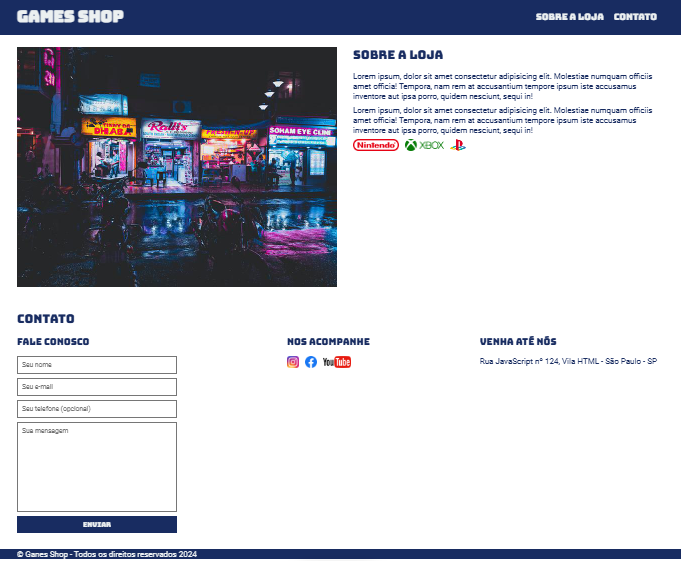 GAMES SHOP
SOBRE A LOJA CONTATO
SOBRE A LOJA
Lorem ipsum, dolor sit amet consectetur adipisicing elit. Molestiae numquam officiis
amet officia! Tempora, nam rem at accusantium tempore ipsum iste accusamus
inventore aut ipsa porro, quidem nesciunt, sequi in!
Lorem ipsum, dolor sit amet consectetur adipisicing elit. Molestiae numquam officiis
amet officia! Tempora, nam rem at accusantium tempore ipsum iste accusamus
inventore aut ipsa porro, quidem nesciunt, sequi in!
Nintendo XBOX
DHABA
SOHAM EYE CLINI
CONTATO
FALE CONOSCO
Seu nome
Seu e-mail
Seu telefone (opcional)
Sua mensagem
ENVIAR
NOS ACOMPANHE
YouTube
VENHA ATÉ NÓS
Rua JavaScript nº 124, Vila HTML - São Paulo - SP
© Ganes Shop - Todos os direitos reservados 2024